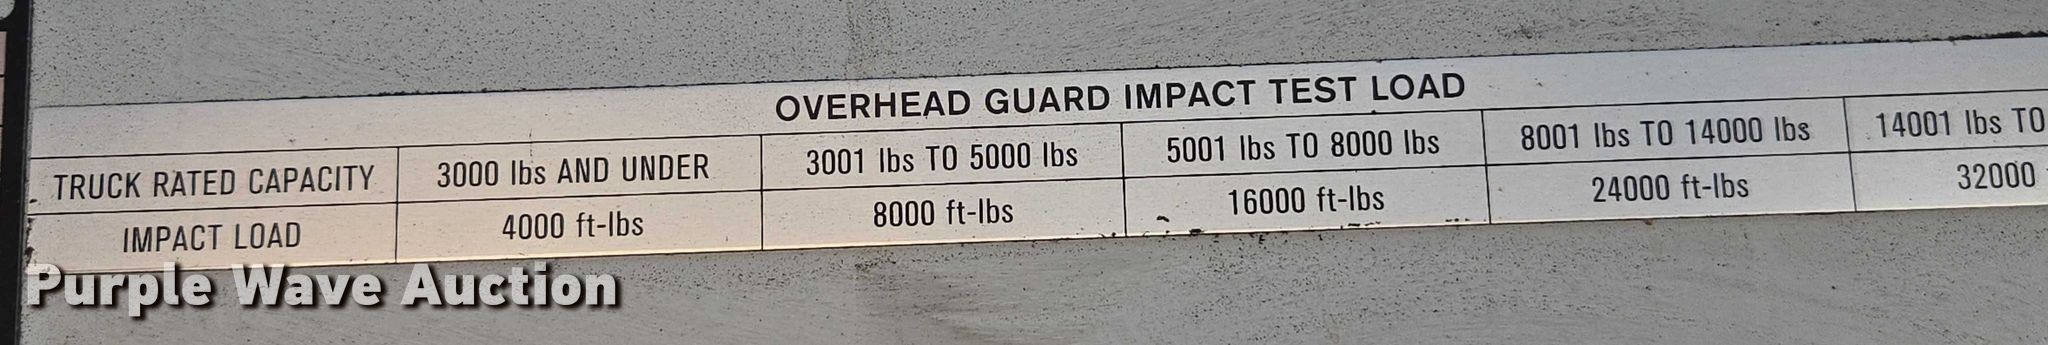 OVERHEAD GUARD IMPACT TEST LOAD
TRUCK RATED CAPACITY 3000 lbs AND UNDER 3001 lbs TO 5000 lbs 5001 lbs TO 8000 lbs 8001 lbs TO 14000 lbs 14001 lbs TO
IMPACT LOAD 4000 ft-lbs 8000 ft-lbs 16000 ft-lbs 24000 ft-lbs 32000
Purple Wave Auction